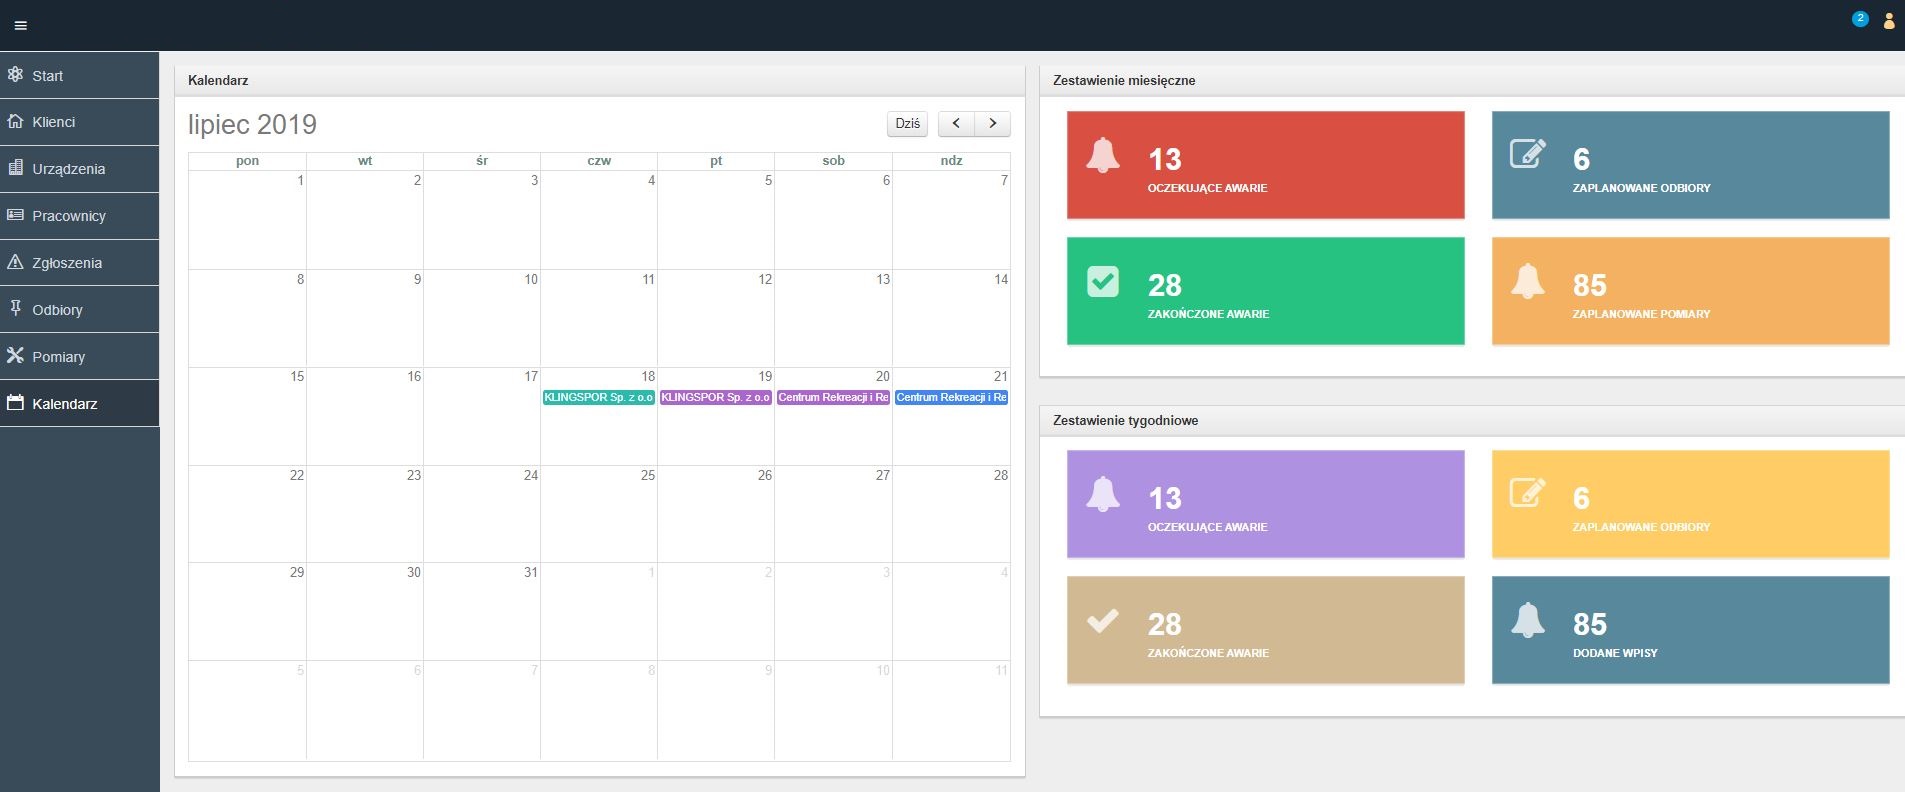 2
Start
Klienci
Urządzenia
Pracownicy
Zgłoszenia
Odbiory
Pomiary
Kalendarz
Kalendarz
lipiec 2019
Dziś
pon wt śr czw pt sob ndz
1 2 3 4 5 6 7
8 9 10 11 12 13 14
15 16 17 18 19 20 21
KLINGSPOR Sp. z o.o KLINGSPOR Sp. z o.o Centrum Rekreacji i Re Centrum Rekreacji i Re
22 23 24 25 26 27 28
29 30 31 1 2 3 4
5 6 7 8 9 10 11
Zestawienie miesięczne
13
OCZEKUJĄCE AWARIE
6
ZAPLANOWANE ODBIORY
28
ZAKOŃCZONE AWARIE
85
ZAPLANOWANE POMIARY
Zestawienie tygodniowe
13
OCZEKUJĄCE AWARIE
6
ZAPLANOWANE ODBIORY
28
ZAKOŃCZONE AWARIE
85
DODANE WPISY